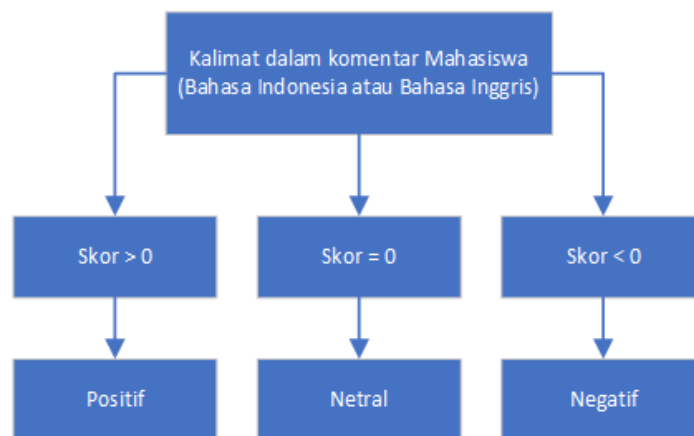 Kalimat dalam komentar Mahasiswa
(Bahasa Indonesia atau Bahasa Inggris)
Skor > 0
Skor = 0
Skor < 0
Positif
Netral
Negatif